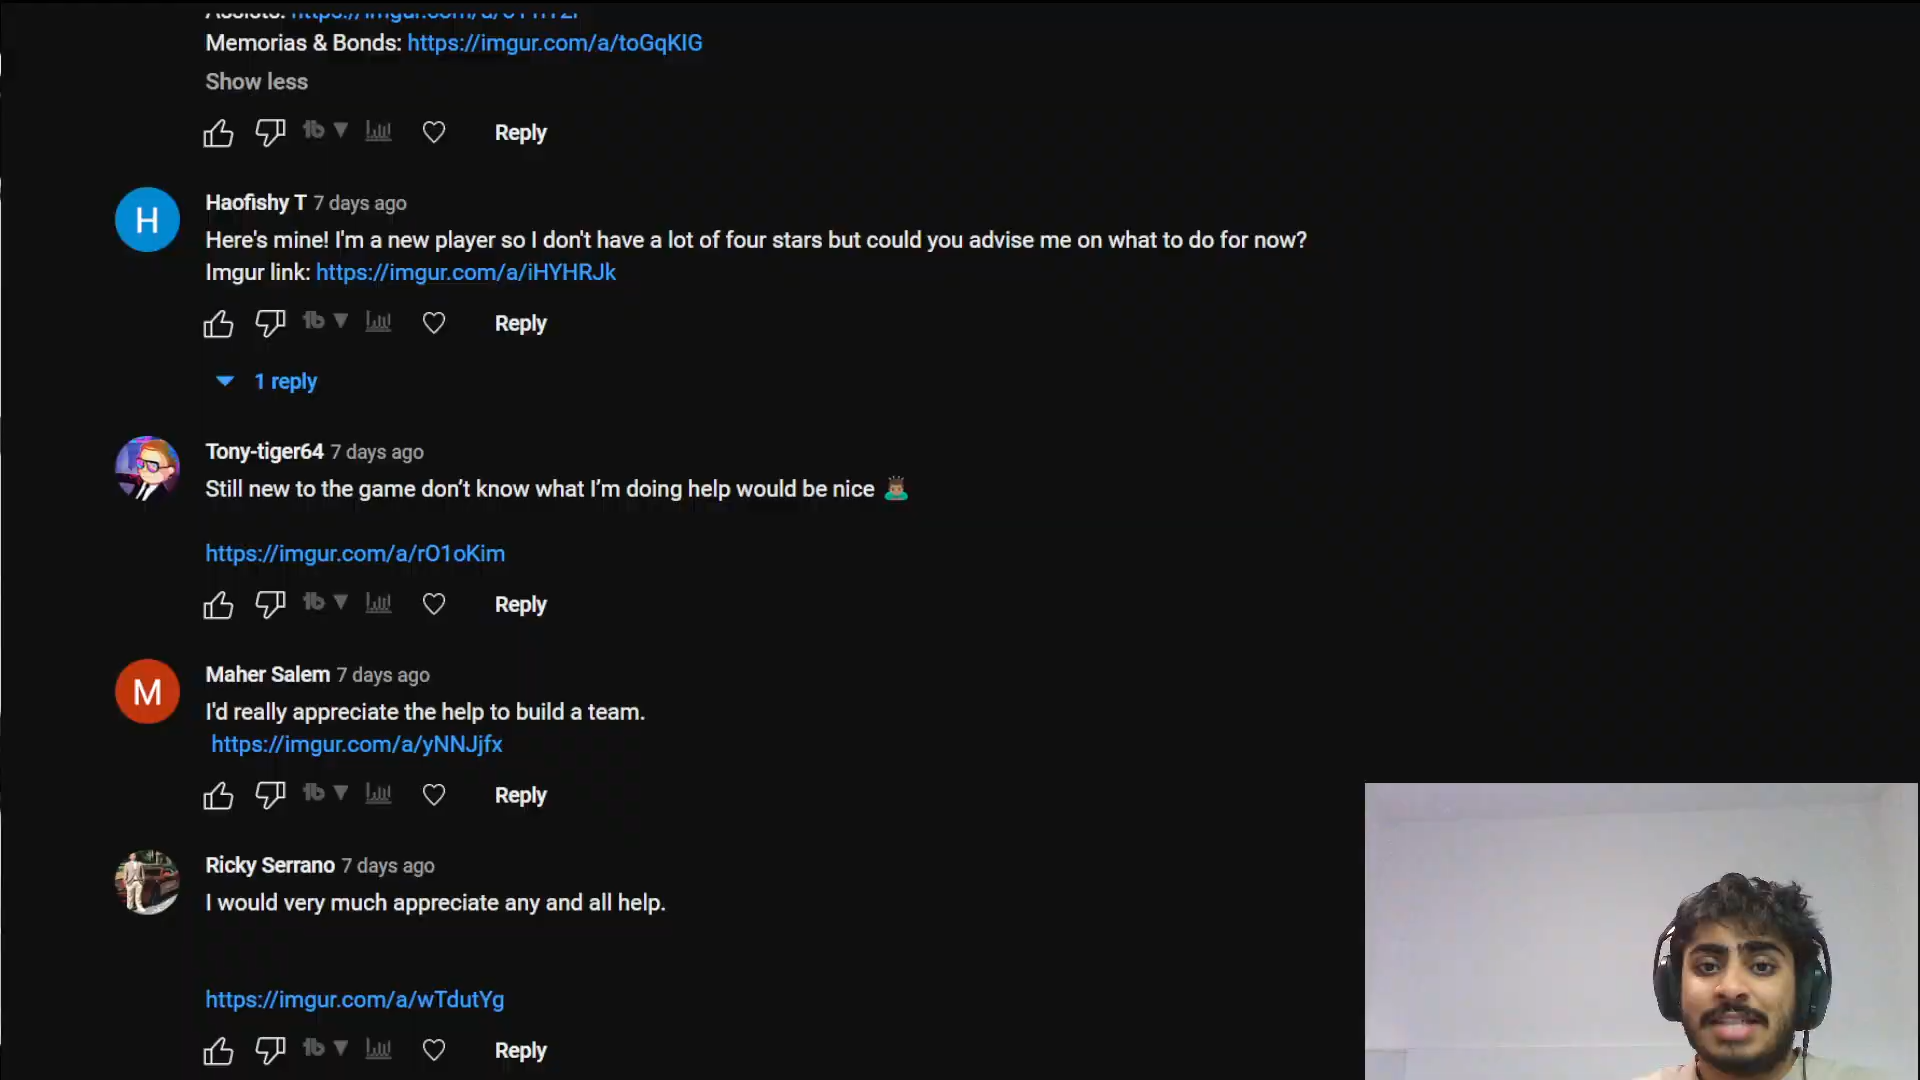 Memorias & Bonds: https://imgur.com/a/toGqKIG
Show less
Reply
H
Haofishy T 7 days ago
Here's mine! I'm a new player so I don't have a lot of four stars but could you advise me on what to do for now?
Imgur link: https://imgur.com/a/iHYHRJk
Reply
1 reply
Tony-tiger64 7 days ago
Still new to the game don’t know what I’m doing help would be nice
https://imgur.com/a/rO1oKim
Reply
M
Maher Salem 7 days ago
I'd really appreciate the help to build a team.
https://imgur.com/a/yNNJjfx
Reply
Ricky Serrano 7 days ago
I would very much appreciate any and all help.
https://imgur.com/a/wTdutYg
Reply